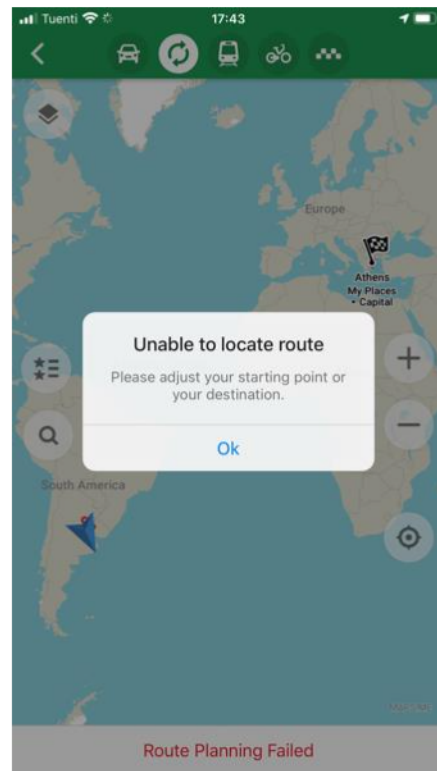 Tuenti
17:43
Europe
Athens
My Places
• Capital
Unable to locate route
Please adjust your starting point or
your destination.
Ok
South America
Route Planning Failed